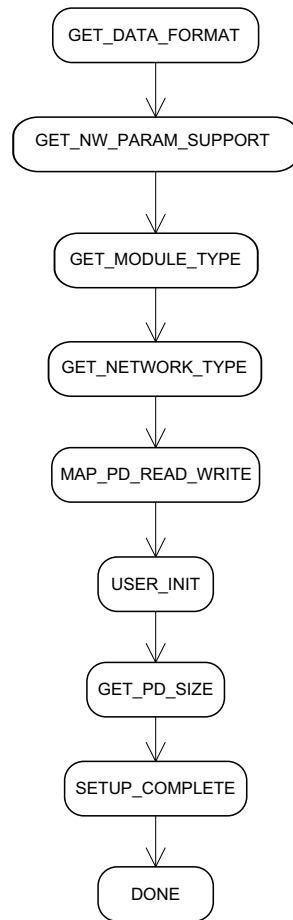 GET_DATA_FORMAT
GET_NW_PARAM_SUPPORT
GET_MODULE_TYPE
GET_NETWORK_TYPE
MAP_PD_READ_WRITE
USER_INIT
GET_PD_SIZE
SETUP_COMPLETE
DONE